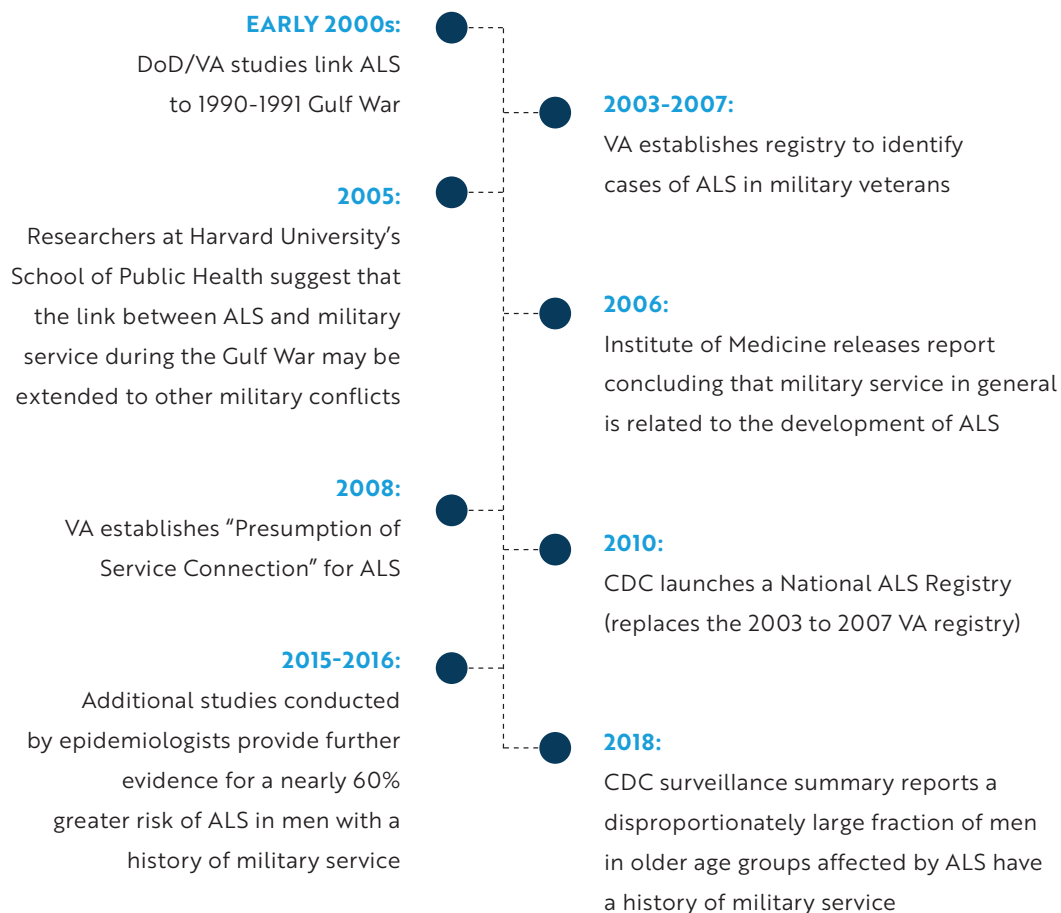 EARLY 2000s:
DoD/VA studies link ALS
to 1990-1991 Gulf War
2003-2007:
VA establishes registry to identify
cases of ALS in military veterans
2005:
Researchers at Harvard University’s
School of Public Health suggest that
the link between ALS and military
service during the Gulf War may be
extended to other military conflicts
2006:
Institute of Medicine releases report
concluding that military service in general
is related to the development of ALS
2008:
VA establishes “Presumption of
Service Connection” for ALS
2010:
CDC launches a National ALS Registry
(replaces the 2003 to 2007 VA registry)
2015-2016:
Additional studies conducted
by epidemiologists provide further
evidence for a nearly 60%
greater risk of ALS in men with a
history of military service
2018:
CDC surveillance summary reports a
disproportionately large fraction of men
in older age groups affected by ALS have
a history of military service